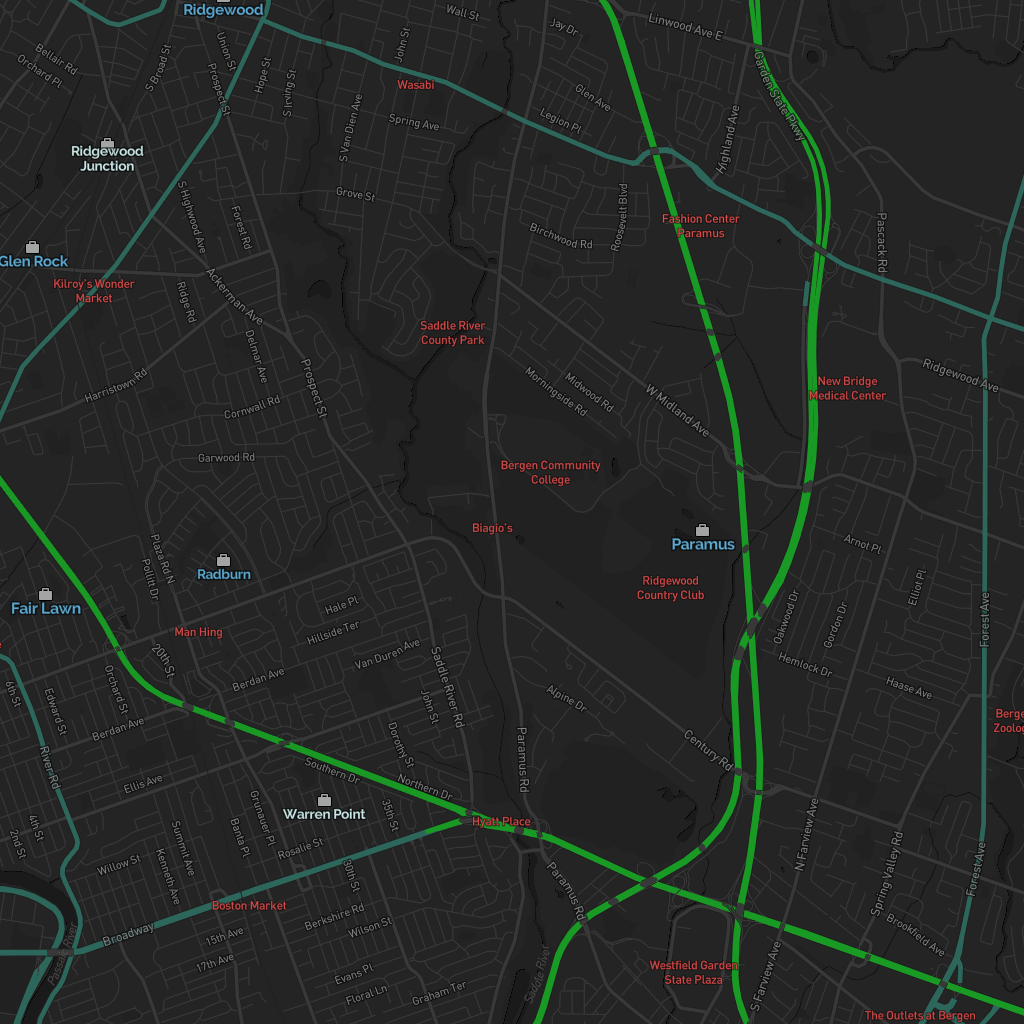 Ridgewood
Wall St
Linwood Ave E
Jay Dr
Union St
John St
S Broad St
Bellair Rd
Orchard Pl
Hope St
S Irving St
Prospect St
Wasabi
Glen Ave
Garden State Pkwy
S Van Dien Ave
Spring Ave
Legion Pl
Highland Ave
Ridgewood
Junction
Grove St
S Highwood Ave
Forest Rd
Roosevelt Blvd
Fashion Center
Paramus
Birchwood Rd
Pascack Rd
Glen Rock
Kilroy's Wonder
Market
Ackerman Ave
Ridge Rd
Saddle River
County Park
Delmar Ave
Prospect St
Harristown Rd
Cornwall Rd
Morningside Rd
Midwood Rd
W Midland Ave
New Bridge
Medical Center
Ridgewood Ave
Garwood Rd
Bergen Community
College
Biagio's
Paramus
Arnot Pl
Plaza Rd N
Pollitt Dr
Radburn
Ridgewood
Country Club
Elliot Pl
Fair Lawn
Hale Pl
Oakwood Dr
Gordon Dr
Forest Ave
Man Hing
Hillside Ter
20th St
Van Duren Ave
Hemlock Dr
Haase Ave
Berdan Ave
Saddle River Rd
6th St
Edward St
Orchard St
John St
Alpine Dr
Berdan Ave
Dorothy St
Paramus Rd
Century Rd
River Rd
Ellis Ave
Southern Dr
Northern Dr
Warren Point
Hyatt Place
2nd St
4th St
Summit Ave
Banta Pl
Grunauer Pl
35th St
N Farview Ave
Rosalie St
Willow St
Kenneth Ave
30th St
Paramus Rd
Spring Valley Rd
Forest Ave
Boston Market
Berkshire Rd
Wilson St
Broadway
15th Ave
17th Ave
Brookfield Ave
Passaic River
Evans Pl
Floral Ln
Graham Ter
Saddle River
Westfield Garden
State Plaza
S Farview Ave
The Outlets at Bergen